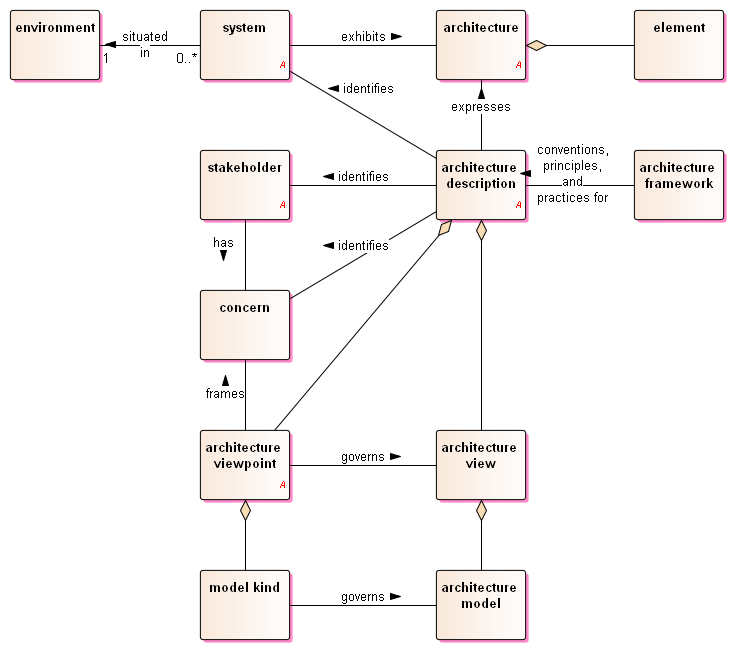 environment
situated
in
1
0..*
system
A
exhibits
architecture
A
element
identifies
expresses
stakeholder
A
identifies
architecture
description
A
conventions,
principles,
and
practices for
architecture
framework
has
identifies
concern
frames
architecture
viewpoint
A
governs
architecture
view
model kind
governs
architecture
model